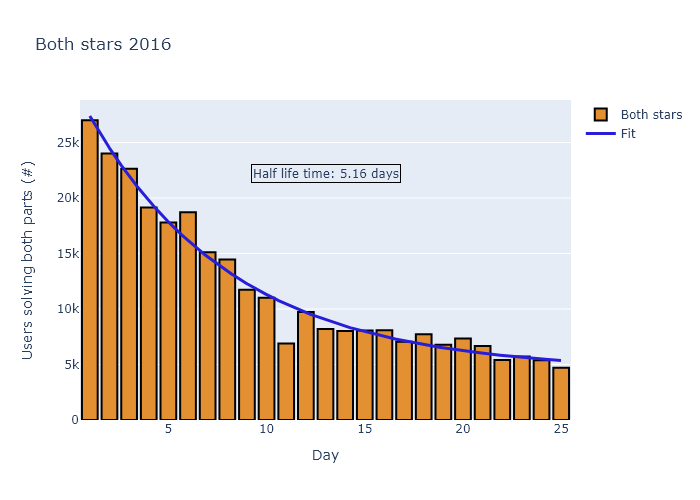 Both stars 2016
Both stars
Fit
Half life time: 5.16 days
Users solving both parts (#)
25k
20k
15k
10k
5k
0
5
10
15
20
25
Day